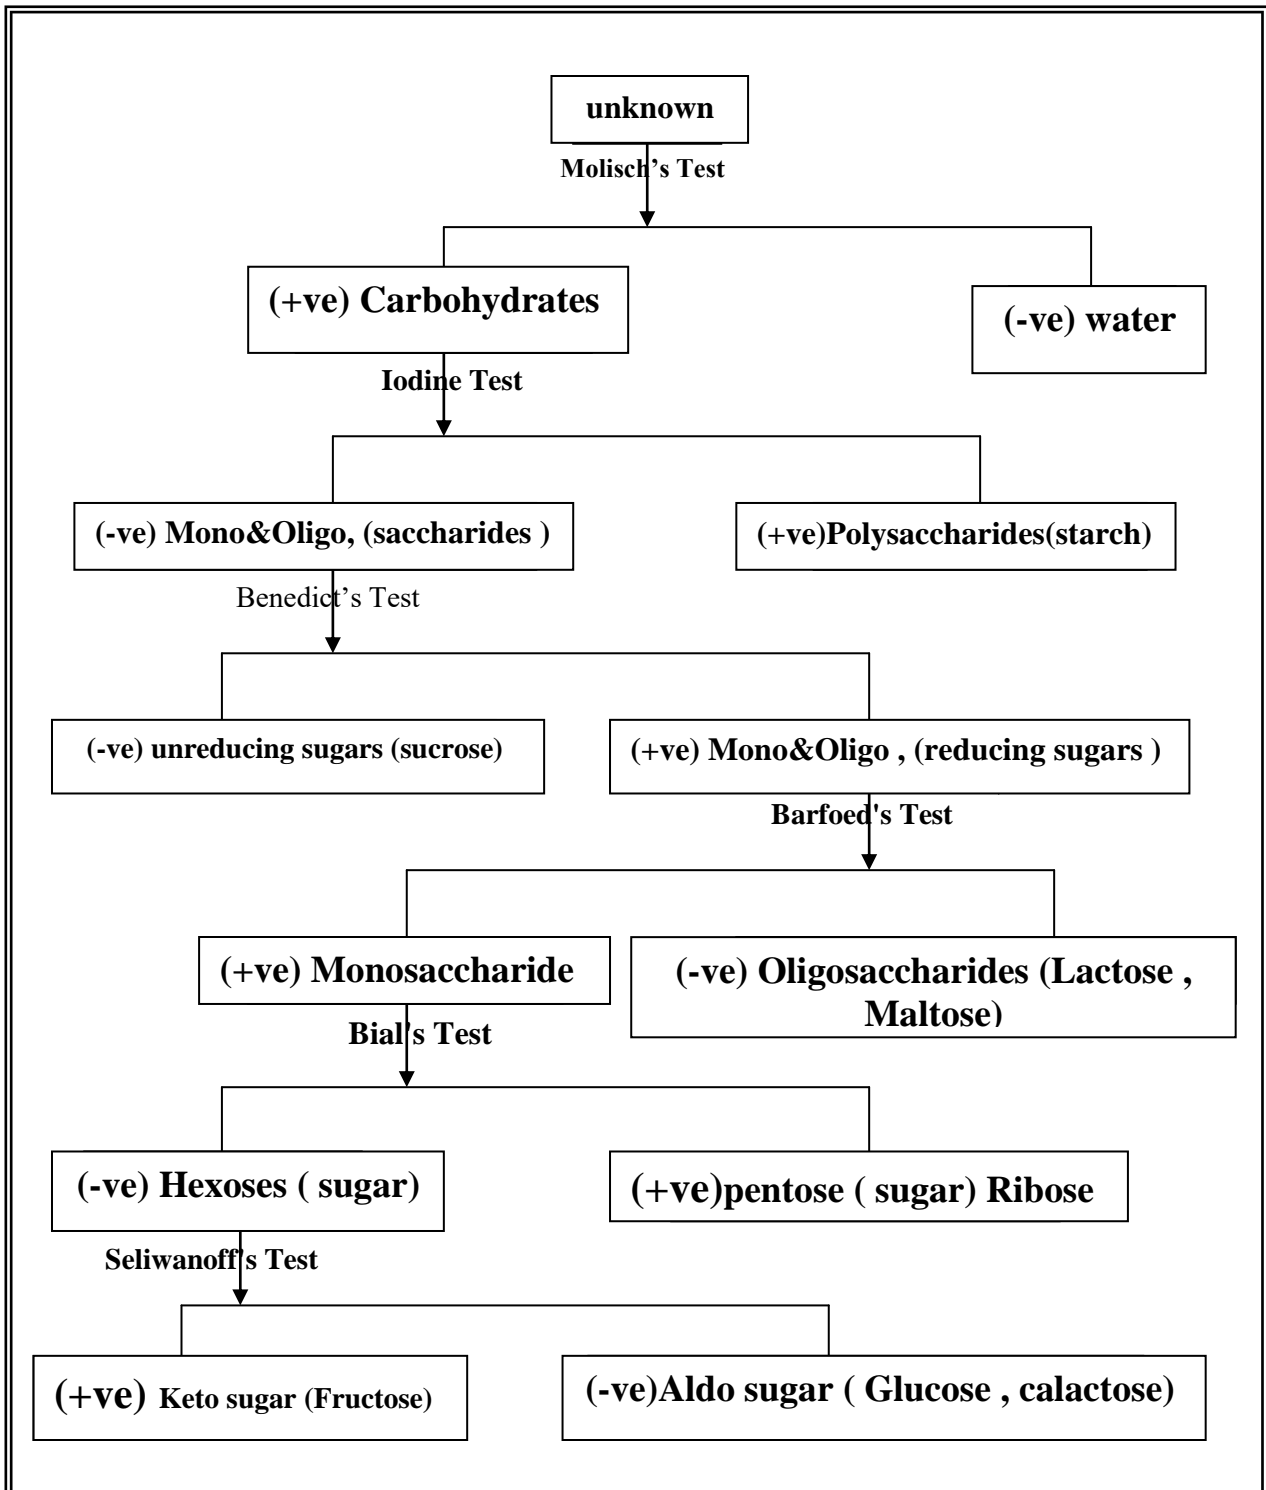 unknown
Molisch's Test
(+ve) Carbohydrates
(-ve) water
Iodine Test
(-ve) Mono&Oligo, (saccharides )
(+ve)Polysaccharides(starch)
Benedict's Test
(-ve) unreducing sugars (sucrose)
(+ve) Mono&Oligo , (reducing sugars )
Barfoed's Test
(+ve) Monosaccharide
(-ve) Oligosaccharides (Lactose ,
Maltose)
Bial's Test
(-ve) Hexoses ( sugar)
(+ve)pentose ( sugar) Ribose
Seliwanoff's Test
(+ve) Keto sugar (Fructose)
(-ve)Aldo sugar ( Glucose , calactose)